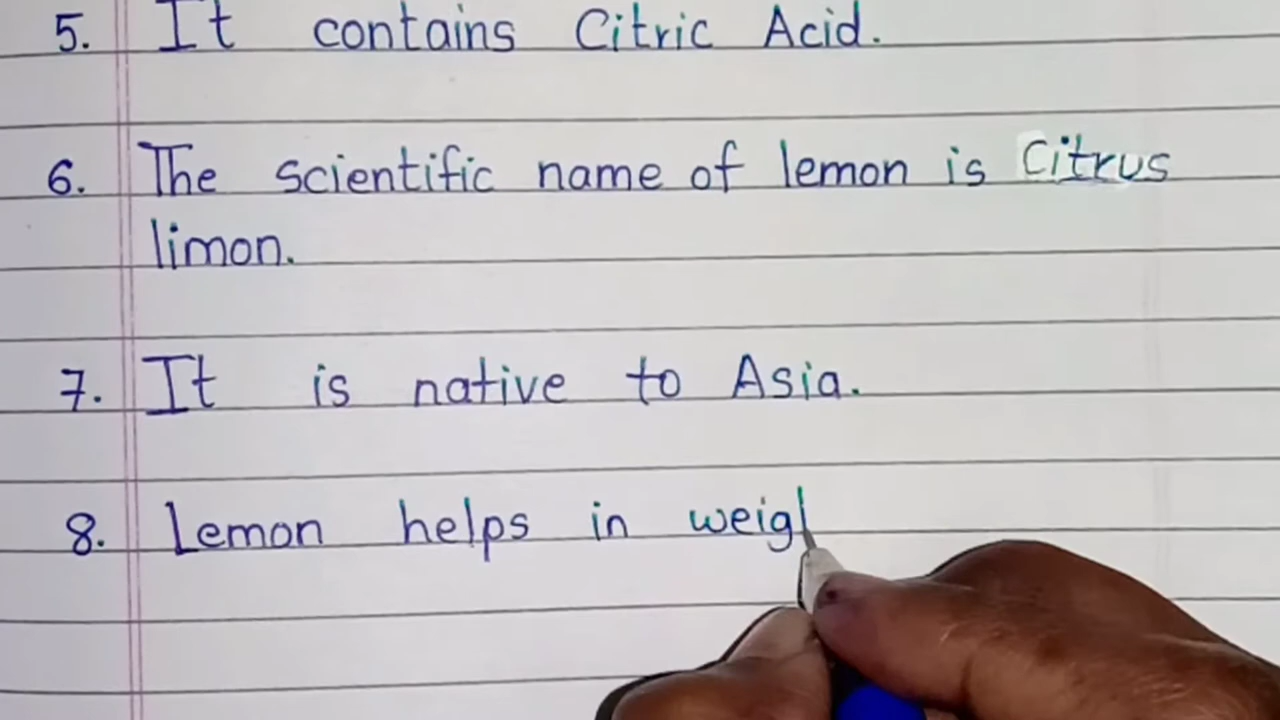 5. It contains Citric Acid.
6. The scientific name of lemon is Citrus
limon.
7. It is native to Asia.
8. Lemon helps in weigl